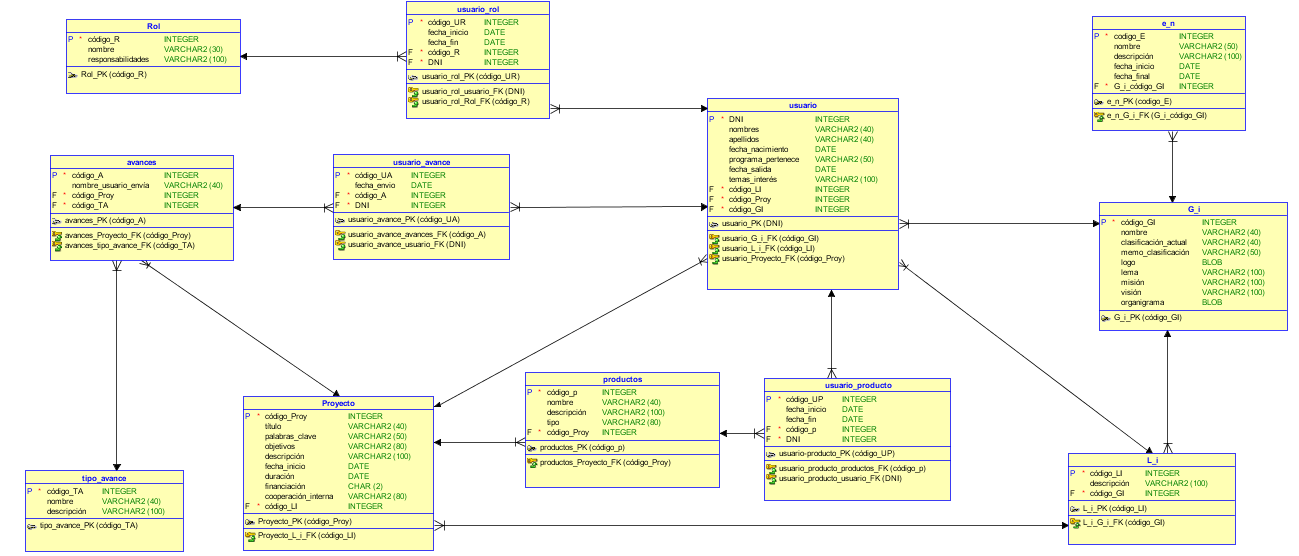 Rol
P * código_R INTEGER
nombre VARCHAR2 (30)
responsabilidades VARCHAR2 (100)
Rol_PK (código_R)
usuario_rol
P * código_UR INTEGER
fecha_inicio DATE
fecha_fin DATE
F * código_R INTEGER
F * DNI INTEGER
usuario_rol_PK (código_UR)
usuario_rol_usuario_FK (DNI)
usuario_rol_Rol_FK (código_R)
e_n
P * código_E INTEGER
nombre VARCHAR2 (50)
descripción VARCHAR2 (100)
fecha_inicio DATE
fecha_final DATE
F * G_i_código_GI INTEGER
e_n_PK (código_E)
e_n_G_i_FK (G_i_código_GI)
usuario
P * DNI INTEGER
nombres VARCHAR2 (40)
apellidos VARCHAR2 (40)
fecha_nacimiento DATE
programa_pertenece VARCHAR2 (50)
fecha_salida DATE
temas_interés VARCHAR2 (100)
F * código_LI INTEGER
F * código_Proy INTEGER
F * código_GI INTEGER
usuario_PK (DNI)
usuario_G_i_FK (código_GI)
usuario_L_i_FK (código_LI)
usuario_Proyecto_FK (código_Proy)
avances
P * código_A INTEGER
nombre_usuario_envía VARCHAR2 (40)
F * código_Proy INTEGER
F * código_TA INTEGER
avances_PK (código_A)
avances_Proyecto_FK (código_Proy)
avances_tipo_avance_FK (código_TA)
usuario_avance
P * código_UA INTEGER
fecha_envio DATE
F * código_A INTEGER
F * DNI INTEGER
usuario_avance_PK (código_UA)
usuario_avance_avances_FK (código_A)
usuario_avance_usuario_FK (DNI)
G_i
P * código_GI INTEGER
nombre VARCHAR2 (40)
clasificación_actual VARCHAR2 (40)
memo_clasificación VARCHAR2 (50)
logo BLOB
lema VARCHAR2 (100)
misión VARCHAR2 (100)
visión VARCHAR2 (100)
organigrama BLOB
G_i_PK (código_GI)
productos
P * código_p INTEGER
nombre VARCHAR2 (40)
descripción VARCHAR2 (100)
tipo VARCHAR2 (80)
F * código_Proy INTEGER
productos_PK (código_p)
productos_Proyecto_FK (código_Proy)
usuario_producto
P * código_UP INTEGER
fecha_inicio DATE
fecha_fin DATE
F * código_p INTEGER
F * DNI INTEGER
usuario-producto_PK (código_UP)
usuario_producto_productos_FK (código_p)
usuario_producto_usuario_FK (DNI)
Proyecto
P * código_Proy INTEGER
título VARCHAR2 (40)
palabras_clave VARCHAR2 (50)
objetivos VARCHAR2 (80)
descripción VARCHAR2 (100)
fecha_inicio DATE
duración DATE
financiación CHAR (2)
cooperación_interna VARCHAR2 (80)
F * código_LI INTEGER
Proyecto_PK (código_Proy)
Proyecto_L_i_FK (código_LI)
tipo_avance
P * código_TA INTEGER
nombre VARCHAR2 (40)
descripción VARCHAR2 (100)
tipo_avance_PK (código_TA)
L_i
P * código_LI INTEGER
descripción VARCHAR2 (100)
F * código_GI INTEGER
L_i_PK (código_LI)
L_i_G_i_FK (código_GI)